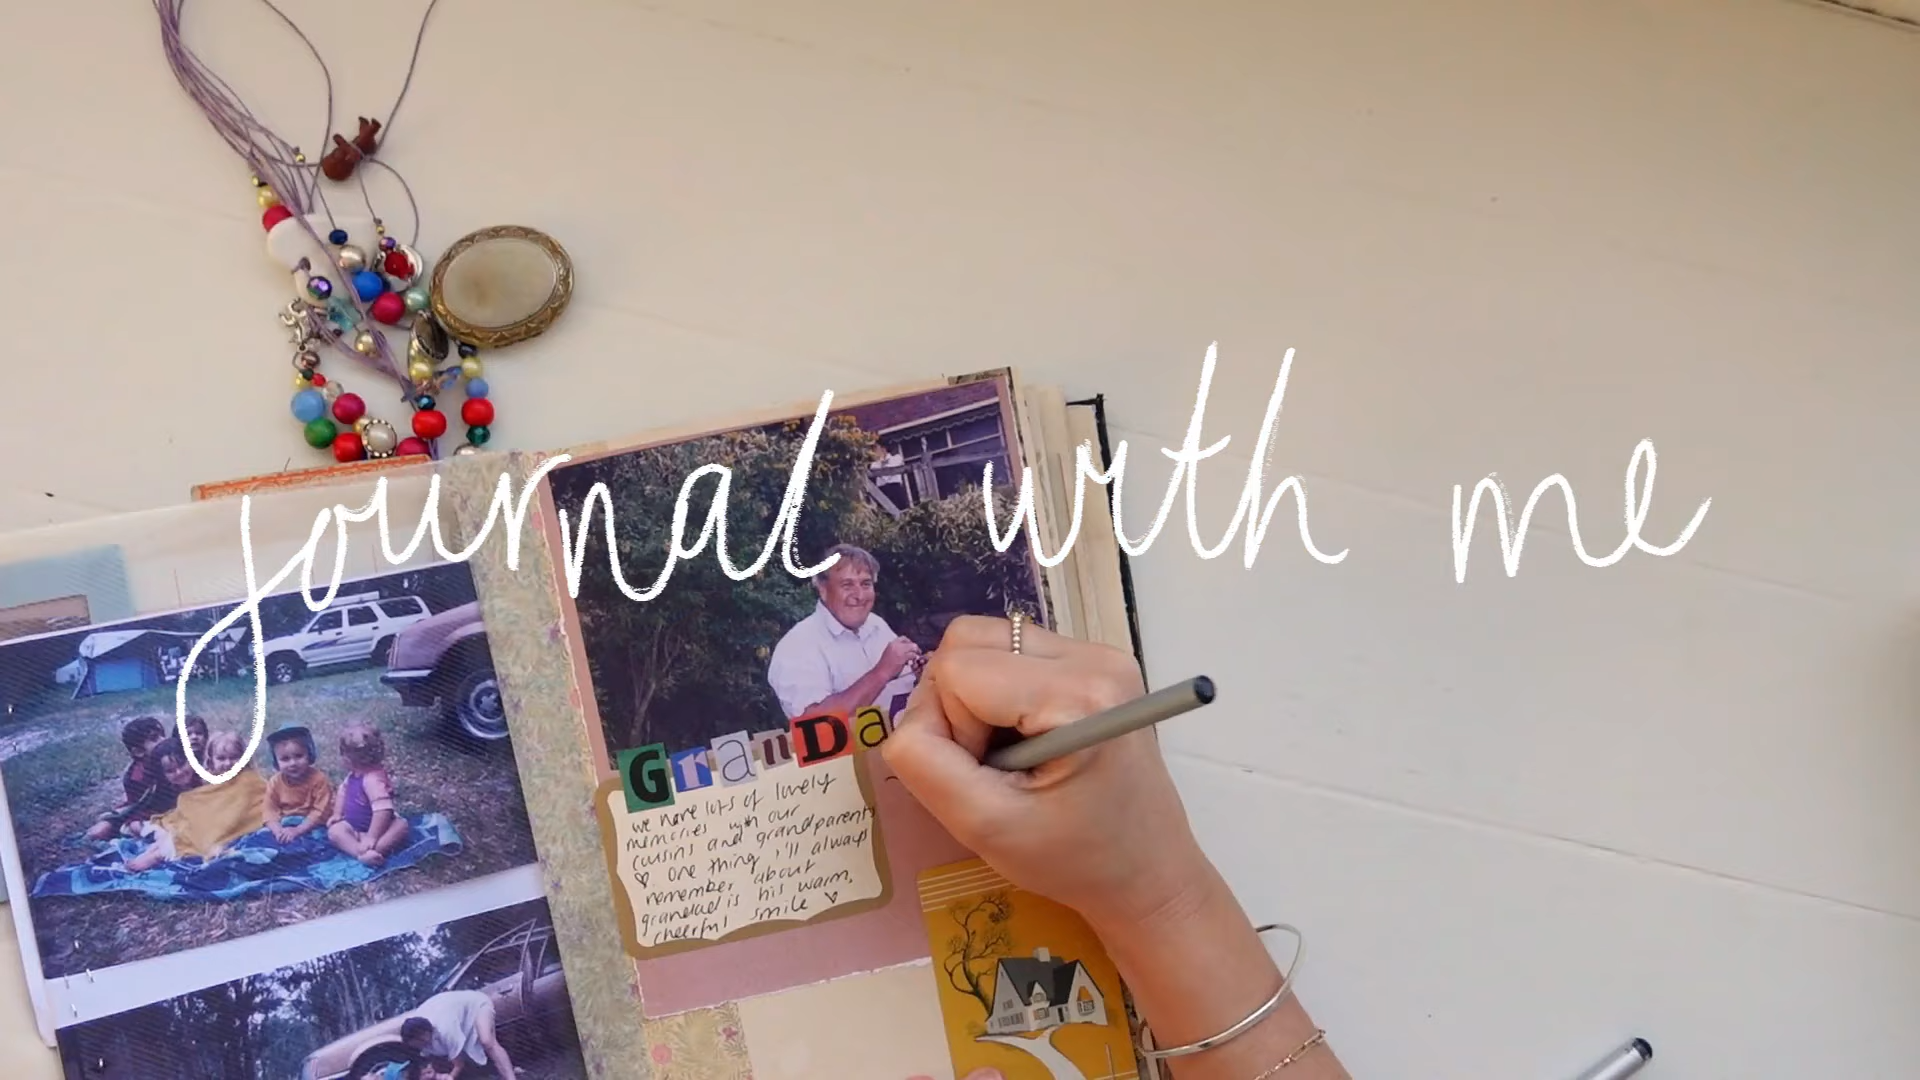 journal with me
GranDa
we have lots of lovely
memories with our
cousins and grandparents
♡. one thing i'll always
remember about
grandad is his warm,
cheerful smile ♡